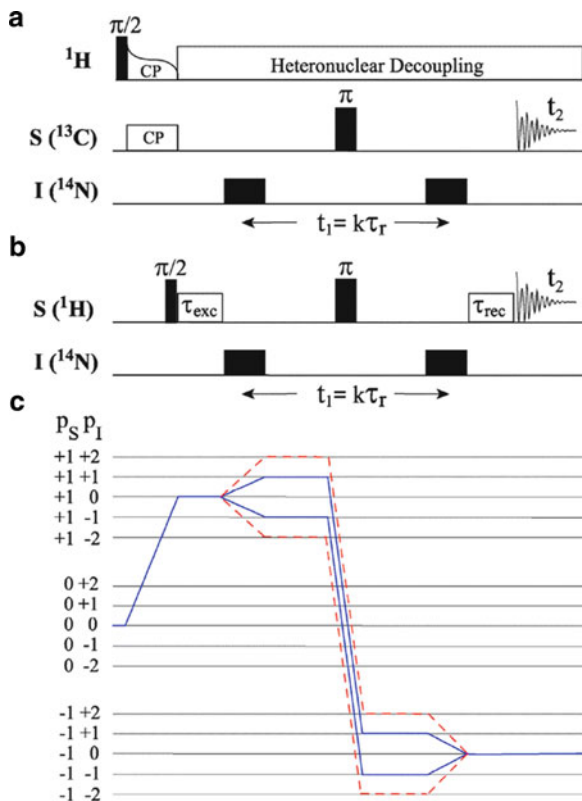 a
π/2
¹H
CP
Heteronuclear Decoupling
S (¹³C)
CP
π
t₂
I (¹⁴N)
t₁= kτᵣ
b
π/2
π
t₂
S (¹H)
τexc
τrec
I (¹⁴N)
t₁= kτᵣ
c
pS pI
+1 +2
+1 +1
+1 0
+1 -1
+1 -2
0 +2
0 +1
0 0
0 -1
0 -2
-1 +2
-1 +1
-1 0
-1 -1
-1 -2